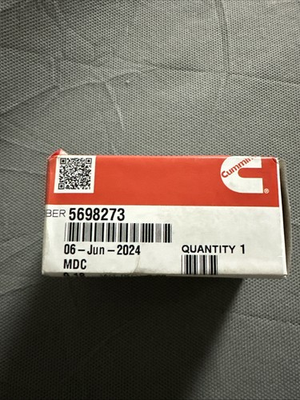 Cummins
BER 5698273
06-Jun-2024
QUANTITY 1
MDC